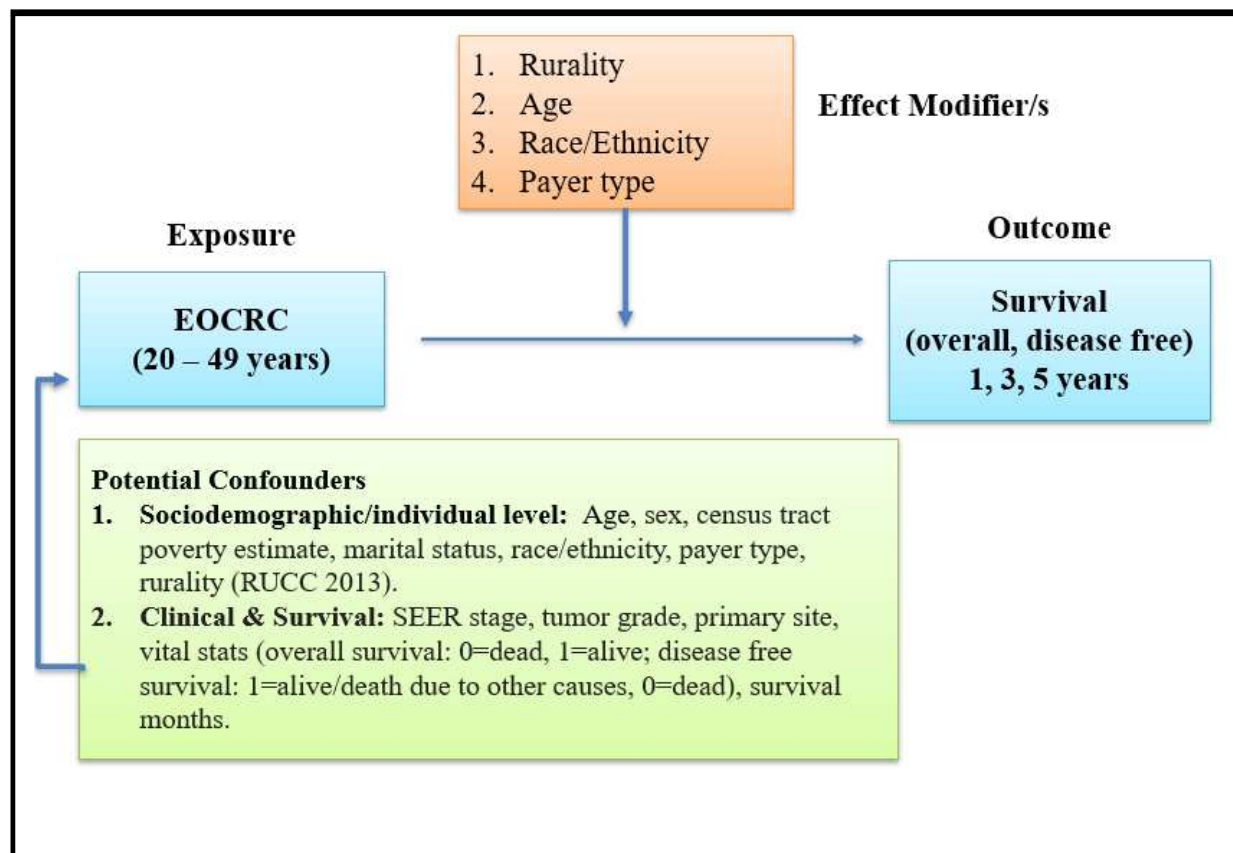 1. Rurality
2. Age
3. Race/Ethnicity
4. Payer type
Effect Modifier/s
Exposure
Outcome
EOCRC
(20 – 49 years)
Survival
(overall, disease free)
1, 3, 5 years
Potential Confounders
1. Sociodemographic/individual level: Age, sex, census tract
poverty estimate, marital status, race/ethnicity, payer type,
rurality (RUCC 2013).
2. Clinical & Survival: SEER stage, tumor grade, primary site,
vital stats (overall survival: 0=dead, 1=alive; disease free
survival: 1=alive/death due to other causes, 0=dead), survival
months.